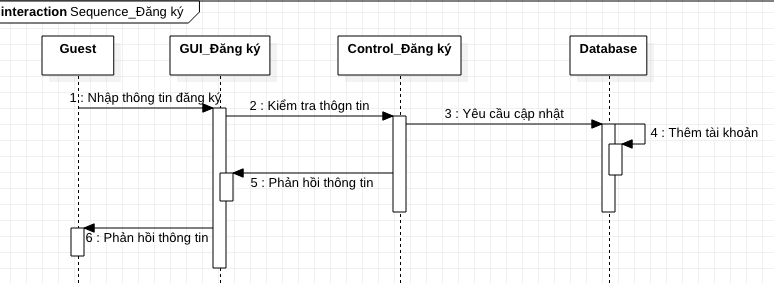 interaction Sequence_Đăng ký
Guest
GUI_Đăng ký
Control_Đăng ký
Database
1 : Nhập thông tin đăng ký
2 : Kiểm tra thôgn tin
3 : Yêu cầu cập nhật
4 : Thêm tài khoản
5 : Phản hồi thông tin
6 : Phản hồi thông tin